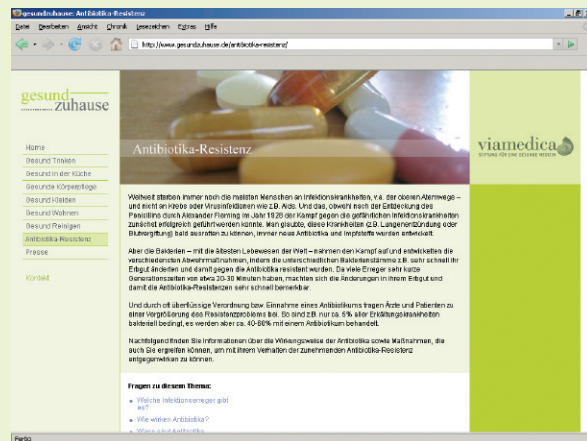 gesundzuhause: Antibiotika-Resistenz
Datei Bearbeiten Ansicht Chronik Lesezeichen Extras Hilfe
http://www.gesundzuhause.de/antibiotika-resistenz/
gesund
zuhause
Home
Gesund Trinken
Gesund in der Küche
Gesunde Körperpflege
Gesund Kleiden
Gesund Wohnen
Gesund Reinigen
Antibiotika-Resistenz
Presse
Kontakt
Antibiotika-Resistenz
viamedica
STIFTUNG FÜR EINE GESUNDE MEDIZIN
Weltweit sterben immer noch die meisten Menschen an Infektionskrankheiten, v.a. der oberen Atemwege –
und nicht an Krebs oder Virusinfektionen wie z.B. Aids. Und das, obwohl nach der Entdeckung des
Penicillins durch Alexander Fleming im Jahr 1928 der Kampf gegen die gefährlichen Infektionskrankheiten
zunächst erfolgreich geführt werden konnte. Man glaubte, diese Krankheiten (z.B. Lungenentzündung oder
Blutvergiftung) bald ausrotten zu können, immer neue Antibiotika und Impfstoffe wurden entwickelt.
Aber die Bakterien – mit die ältesten Lebewesen der Welt – nahmen den Kampf auf und entwickelten die
verschiedensten Abwehrmaßnahmen, indem die unterschiedlichen Bakterienstämme z.B. sehr schnell ihr
Erbgut änderten und damit gegen die Antibiotika resistent wurden. Da viele Erreger sehr kurze
Generationszeiten von etwa 20-30 Minuten haben, machten sich die Änderungen in ihrem Erbgut und
damit die Antibiotika-Resistenzen sehr schnell bemerkbar.
Und durch oft überflüssige Verordnung bzw. Einnahme eines Antibiotikums tragen Ärzte und Patienten zu
einer Vergrößerung des Resistenzproblems bei. So sind z.B. nur ca. 5% aller Erkältungskrankheiten
bakteriell bedingt, es werden aber ca. 40-60% mit einem Antibiotikum behandelt.
Nachfolgend finden Sie Informationen über die Wirkungsweise der Antibiotika sowie Maßnahmen, die
auch Sie ergreifen können, um mit ihrem Verhalten der zunehmenden Antibiotika-Resistenz
entgegenwirken zu können.
Fragen zu diesem Thema:
Welche Infektionserreger gibt
es?
Wie wirken Antibiotika?
Wann sind Antibiotika
Fertig